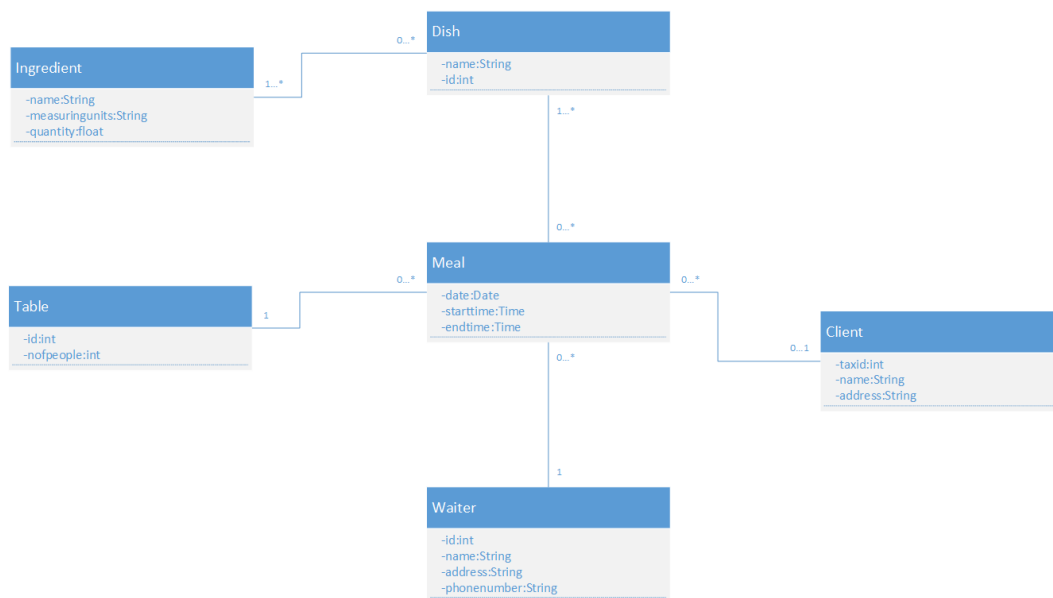 Dish
-name:String
-id:int
0...*
1...*
Ingredient
-name:String
-measuringunits:String
-quantity:float
1...*
0...*
Meal
-date:Date
-starttime:Time
-endtime:Time
0...*
0...*
0...*
Table
-id:int
-nofpeople:int
1
Client
-taxid:int
-name:String
-address:String
0...1
1
Waiter
-id:int
-name:String
-address:String
-phonenumber:String